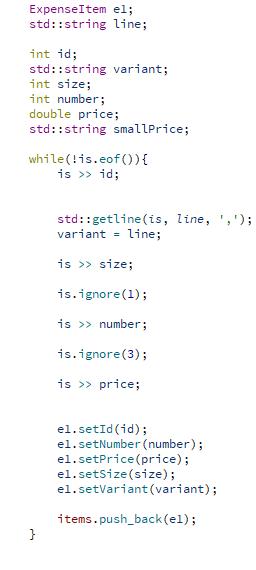 ExpenseItem el;
std::string line;
int id;
std::string variant;
int size;
int number;
double price;
std::string smallPrice;
while(!is.eof()){
is >> id;
std::getline(is, line, ',');
variant = line;
is >> size;
is.ignore(1);
is >> number;
is.ignore(3);
is >> price;
el.setId(id);
el.setNumber(number);
el.setPrice(price);
el.setSize(size);
el.setVariant(variant);
items.push_back(el);
}